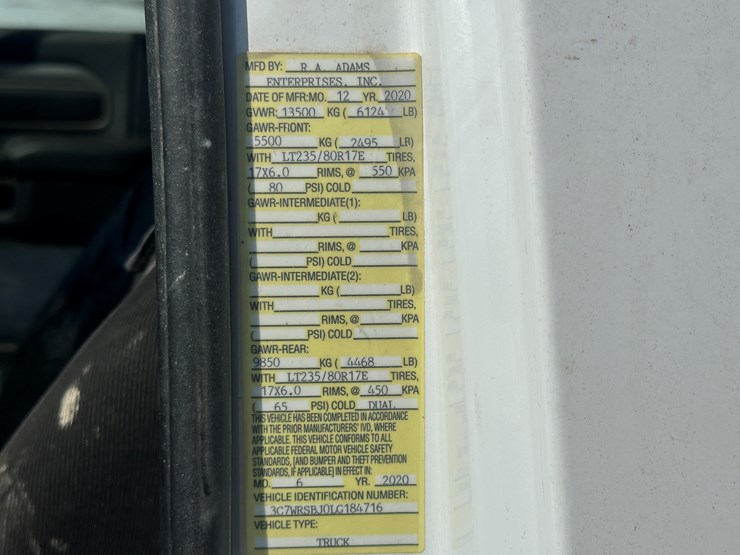 MFD BY: R.A. ADAMS
ENTERPRISES, INC.
DATE OF MFR:MO. 12 YR. 2020
GVWR: 13500 KG ( 6124 LB)
GAWR-FRONT:
5500 KG ( 2495 LB)
WITH LT235/80R17E TIRES,
17X6.0 RIMS, @ 550 KPA
( 80 PSI) COLD
GAWR-INTERMEDIATE(1):
KG ( LB)
WITH TIRES,
RIMS, @ KPA
( PSI) COLD
GAWR-INTERMEDIATE(2):
KG ( LB)
WITH TIRES,
RIMS, @ KPA
( PSI) COLD
GAWR-REAR:
9850 KG ( 4468 LB)
WITH LT235/80R17E TIRES,
17X6.0 RIMS, @ 450 KPA
( 65 PSI) COLD DUAL
THIS VEHICLE HAS BEEN COMPLETED IN ACCORDANCE
WITH THE PRIOR MANUFACTURERS' IVD, WHERE
APPLICABLE. THIS VEHICLE CONFORMS TO ALL
APPLICABLE FEDERAL MOTOR VEHICLE SAFETY
STANDARDS, [AND BUMPER AND THEFT PREVENTION
STANDARDS, IF APPLICABLE] IN EFFECT IN:
MO. 6 YR. 2020
VEHICLE IDENTIFICATION NUMBER:
3C7WRSBJ0LG184716
VEHICLE TYPE:
TRUCK